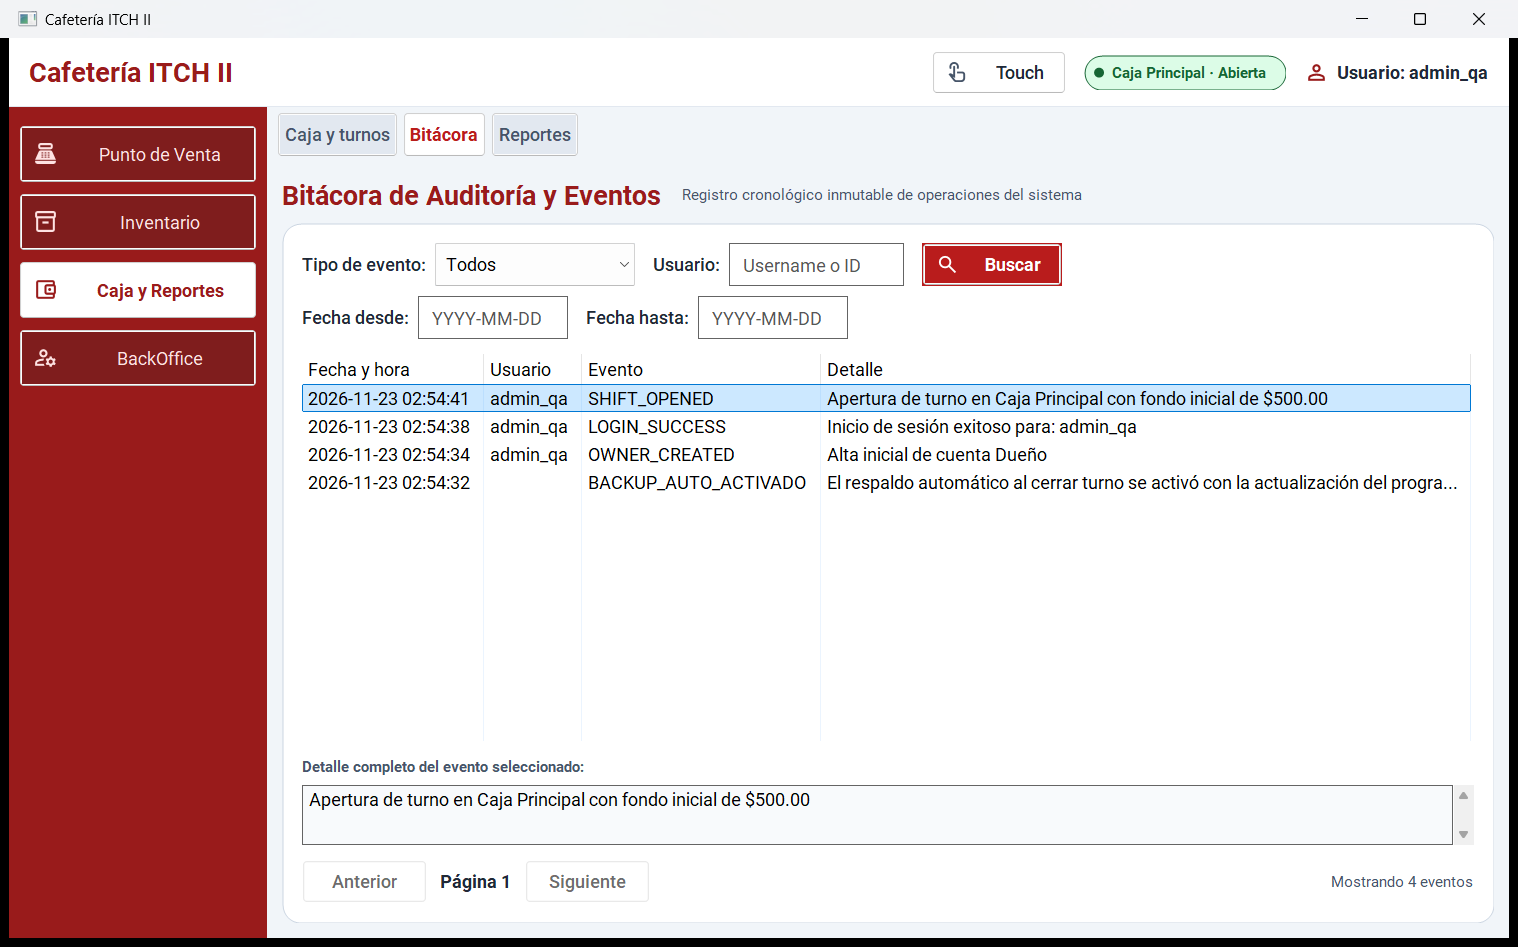 Cafetería ITCH II
Cafetería ITCH II
Touch
Caja Principal · Abierta
Usuario: admin_qa
Punto de Venta
Inventario
Caja y Reportes
BackOffice
Caja y turnos
Bitácora
Reportes
Bitácora de Auditoría y Eventos
Registro cronológico inmutable de operaciones del sistema
Tipo de evento: Todos
Usuario: Username o ID
Buscar
Fecha desde: YYYY-MM-DD
Fecha hasta: YYYY-MM-DD
Fecha y hora Usuario Evento Detalle
2026-11-23 02:54:41 admin_qa SHIFT_OPENED Apertura de turno en Caja Principal con fondo inicial de $500.00
2026-11-23 02:54:38 admin_qa LOGIN_SUCCESS Inicio de sesión exitoso para: admin_qa
2026-11-23 02:54:34 admin_qa OWNER_CREATED Alta inicial de cuenta Dueño
2026-11-23 02:54:32 BACKUP_AUTO_ACTIVADO El respaldo automático al cerrar turno se activó con la actualización del progra...
Detalle completo del evento seleccionado:
Apertura de turno en Caja Principal con fondo inicial de $500.00
Anterior
Página 1
Siguiente
Mostrando 4 eventos